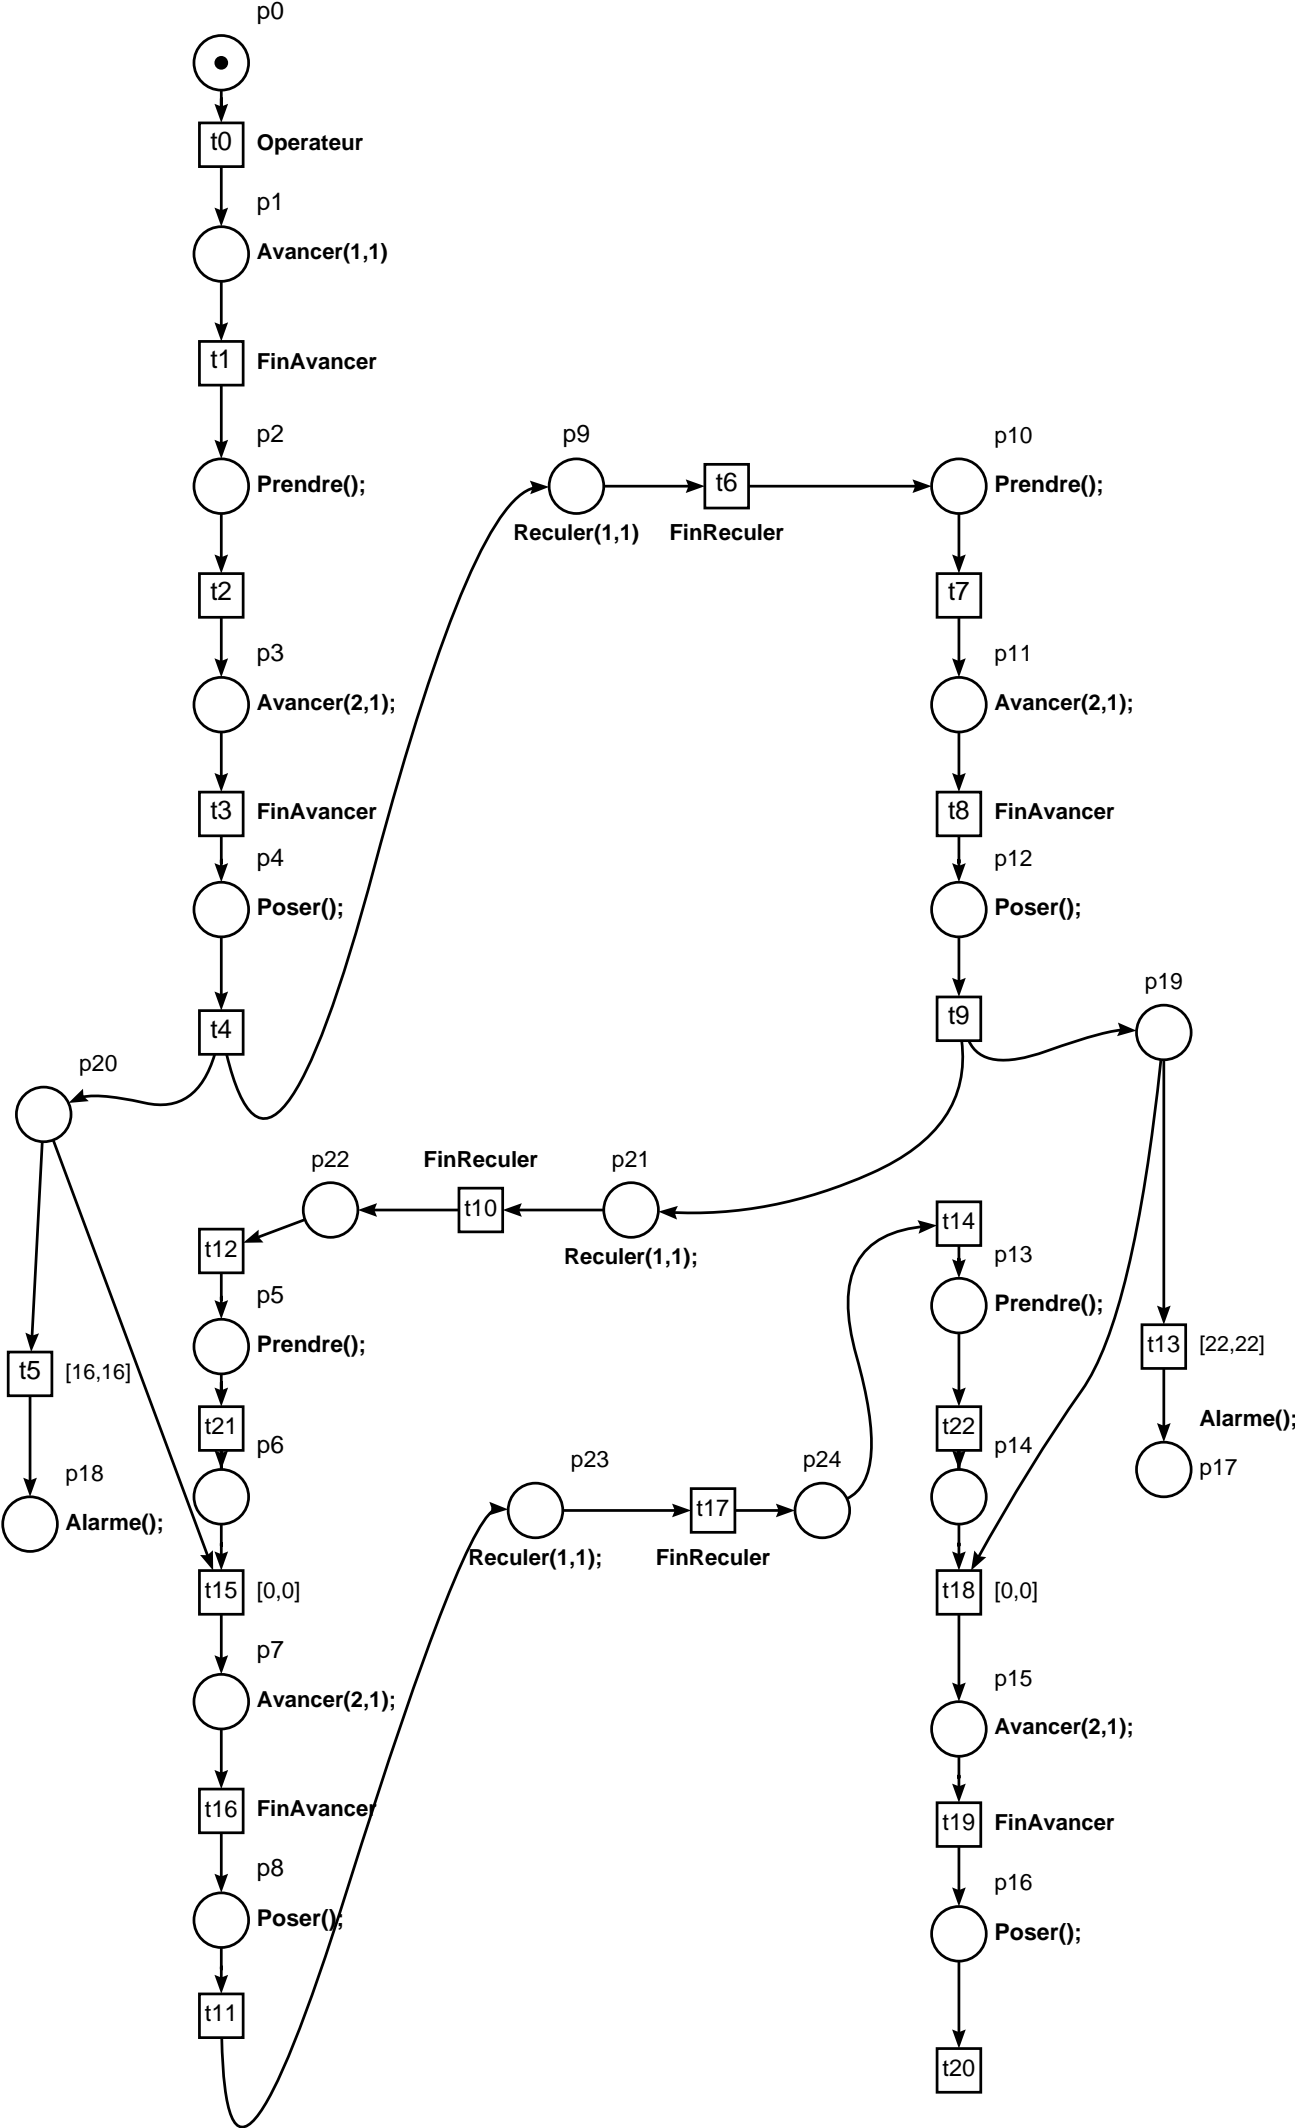 p0
t0 Operateur
p1
Avancer(1,1)
t1 FinAvancer
p2
Prendre();
t2
p3
Avancer(2,1);
t3 FinAvancer
p4
Poser();
t4
p9
Reculer(1,1)
t6
FinReculer
p10
Prendre();
t7
p11
Avancer(2,1);
t8 FinAvancer
p12
Poser();
t9
p19
p20
t5 [16,16]
p18
Alarme();
p22
FinReculer
t10
p21
Reculer(1,1);
t12
p5
Prendre();
t21
p6
t15 [0,0]
p7
Avancer(2,1);
t16 FinAvancer
p8
Poser();
t11
p23
Reculer(1,1);
t17
FinReculer
p24
t14
p13
Prendre();
t22
p14
t18 [0,0]
p15
Avancer(2,1);
t19 FinAvancer
p16
Poser();
t20
t13 [22,22]
Alarme();
p17